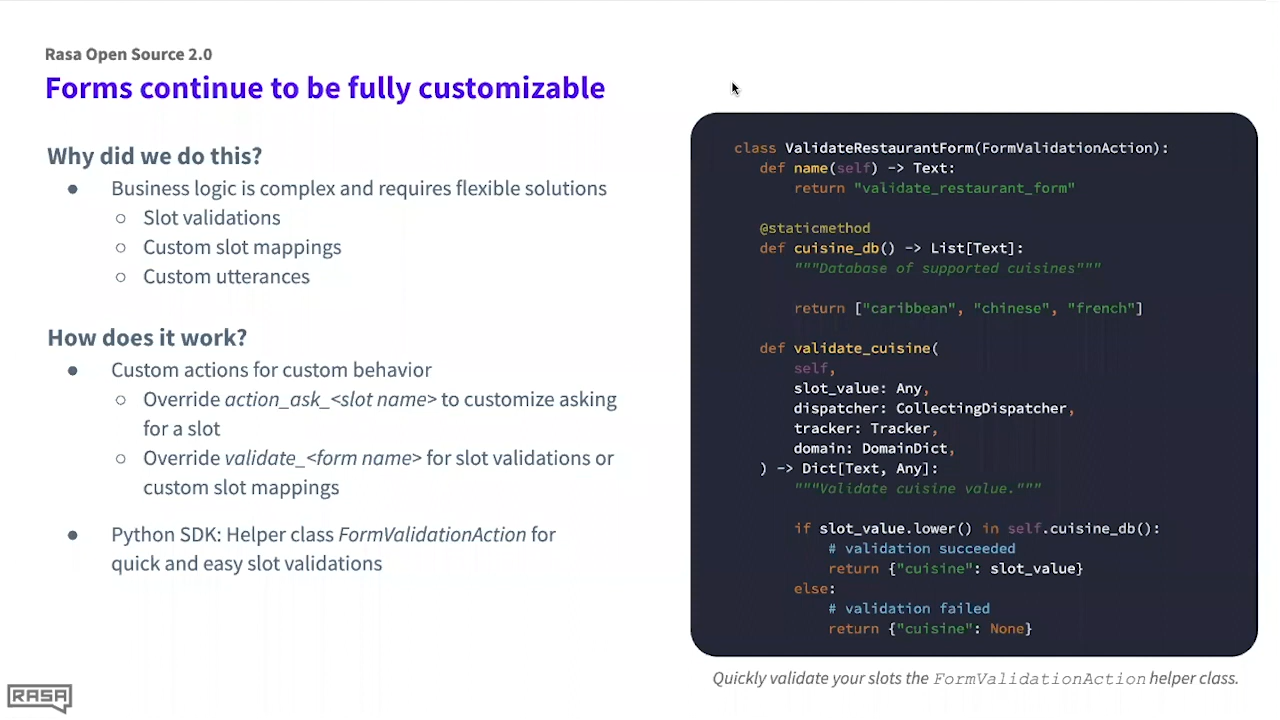 Rasa Open Source 2.0
Forms continue to be fully customizable
Why did we do this?
● Business logic is complex and requires flexible solutions
○ Slot validations
○ Custom slot mappings
○ Custom utterances
How does it work?
● Custom actions for custom behavior
○ Override action_ask_<slot name> to customize asking
for a slot
○ Override validate_<form name> for slot validations or
custom slot mappings
● Python SDK: Helper class FormValidationAction for
quick and easy slot validations
class ValidateRestaurantForm(FormValidationAction):
def name(self) -> Text:
return "validate_restaurant_form"
@staticmethod
def cuisine_db() -> List[Text]:
"""Database of supported cuisines"""
return ["caribbean", "chinese", "french"]
def validate_cuisine(
self,
slot_value: Any,
dispatcher: CollectingDispatcher,
tracker: Tracker,
domain: DomainDict,
) -> Dict[Text, Any]:
"""Validate cuisine value."""
if slot_value.lower() in self.cuisine_db():
# validation succeeded
return {"cuisine": slot_value}
else:
# validation failed
return {"cuisine": None}
Quickly validate your slots the FormValidationAction helper class.
RASA